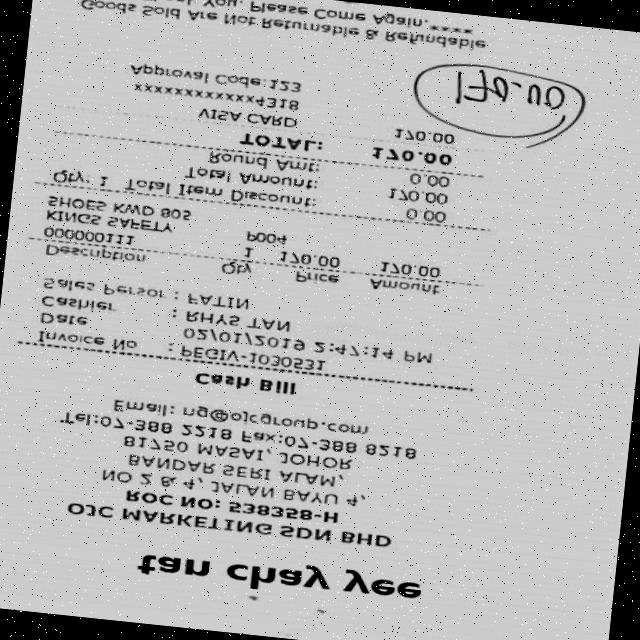 tan chay yee
OJC MARKETING SDN BHD
ROC NO: 538358-H
NO 2 & 4, JALAN BAYU 4,
BANDAR SERI ALAM,
81750 MASAI, JOHOR
Tel:07-388 2218 Fax:07-388 8218
Email: ng@ojcgroup.com
Cash Bill
Invoice No : PEGIV-1030531
Date 02/01/2019 2:47:14 PM
Cashier : RHYS TAN
Sales Persor : FATIN
Description Qty Price Amount
000000111 1 170.00 170.00
KINGS SAFETY P004
SHOES KWD 805
Qty: 1 Total Item Discount: 0.00
Total Amount: 170.00
Round Amt: 0.00
TOTAL: 170.00
VISA CARD 170.00
xxxxxxxxxxxx4318
Approval Code:123
170.00
Goods Sold Are Not Returnable & Refundable
You. Please Come Again.****